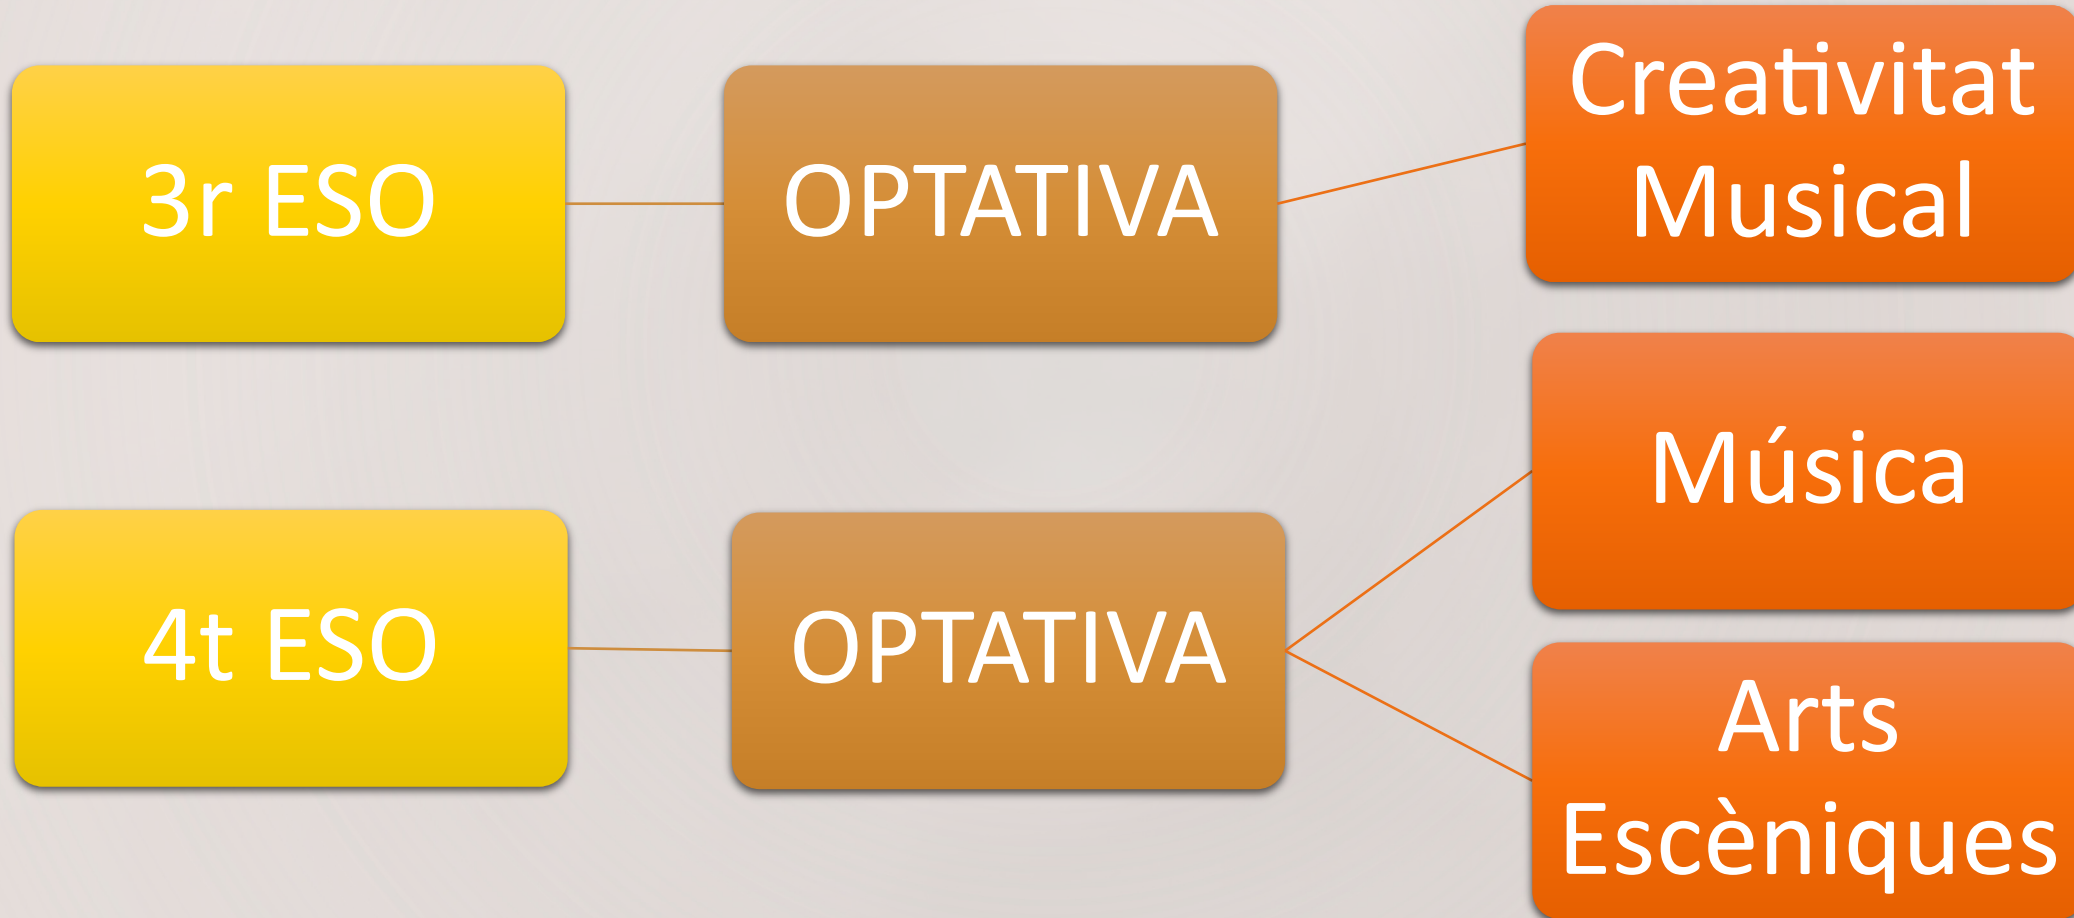 3r ESO
OPTATIVA
Creativitat
Musical
4t ESO
OPTATIVA
Música
Arts
Escèniques